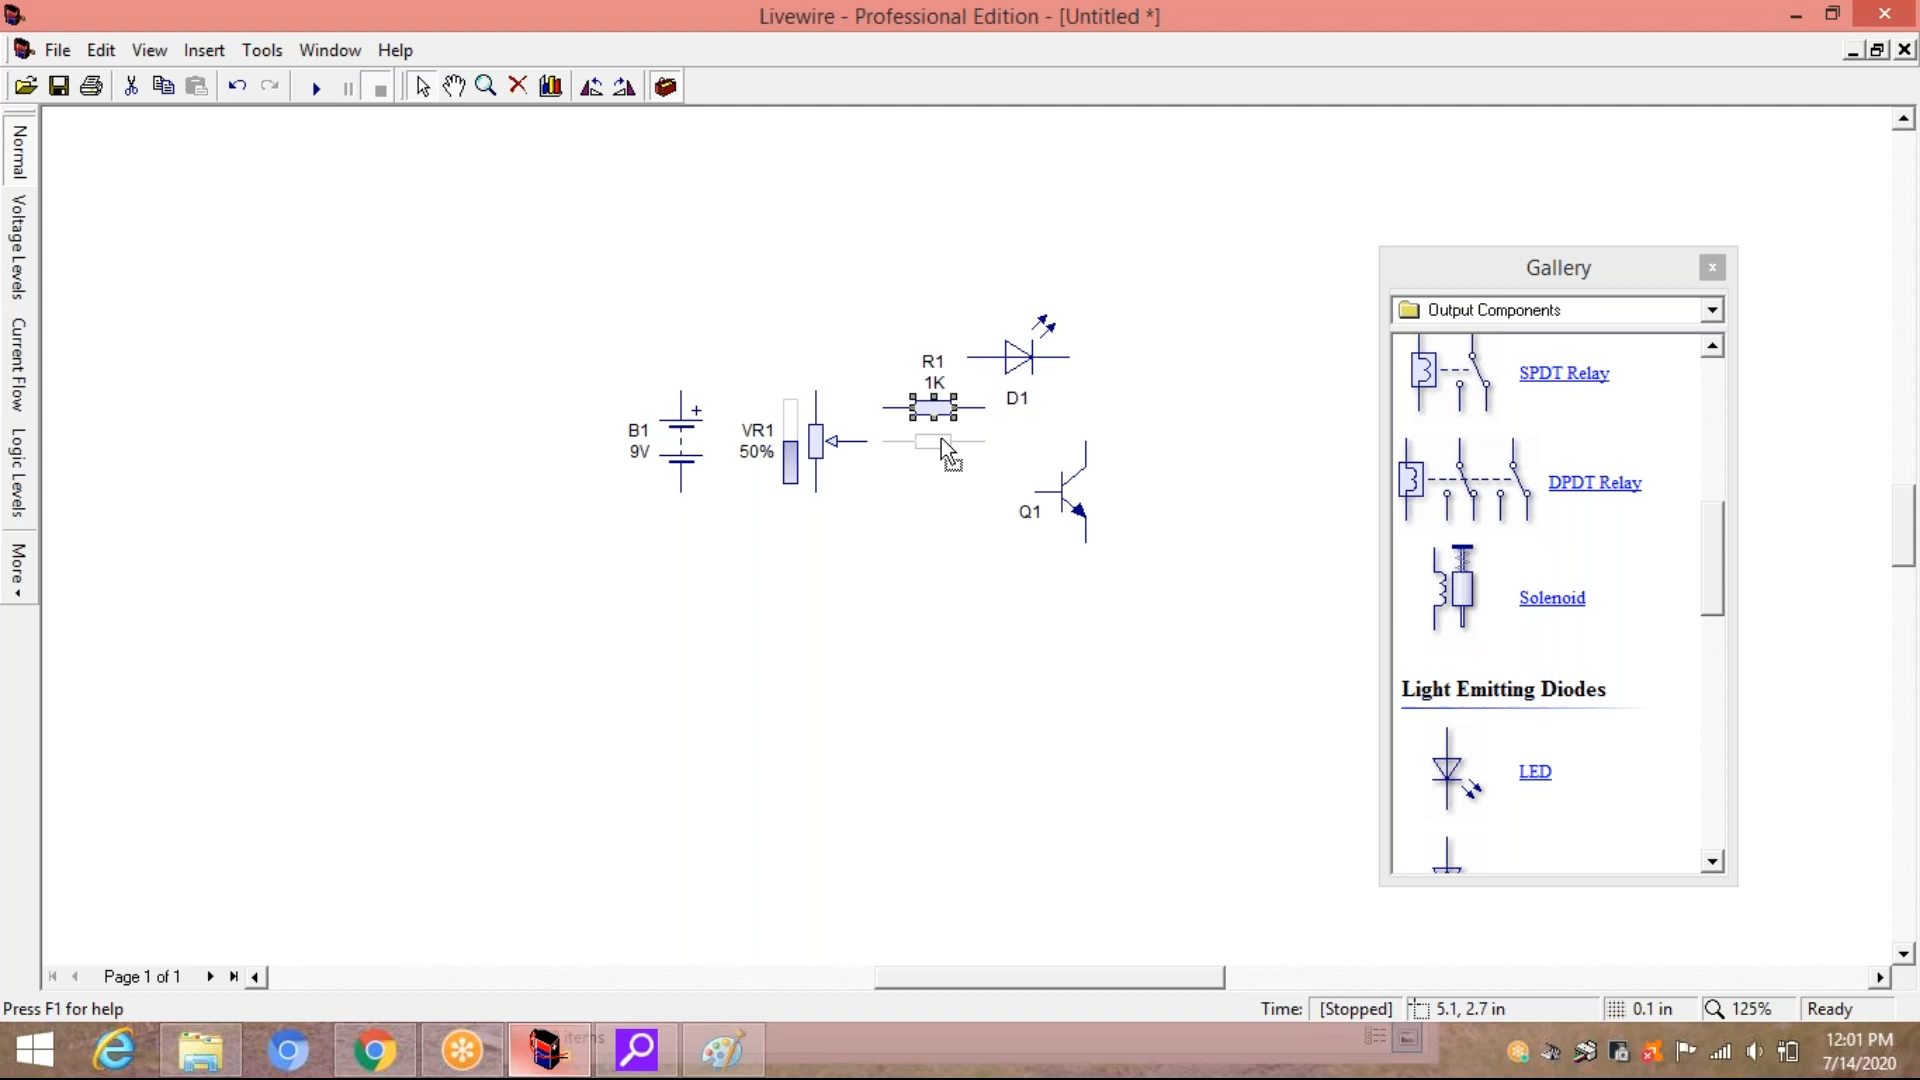 Livewire - Professional Edition - [Untitled *]
File Edit View Insert Tools Window Help
Normal
Voltage Levels
Current Flow
Logic Levels
More
Gallery
Output Components
SPDT Relay
DPDT Relay
Solenoid
Light Emitting Diodes
LED
R1
1K
D1
B1
9V
+
VR1
50%
Q1
Page 1 of 1
Press F1 for help
Time: [Stopped] 5.1, 2.7 in 0.1 in 125% Ready
items
12:01 PM
7/14/2020